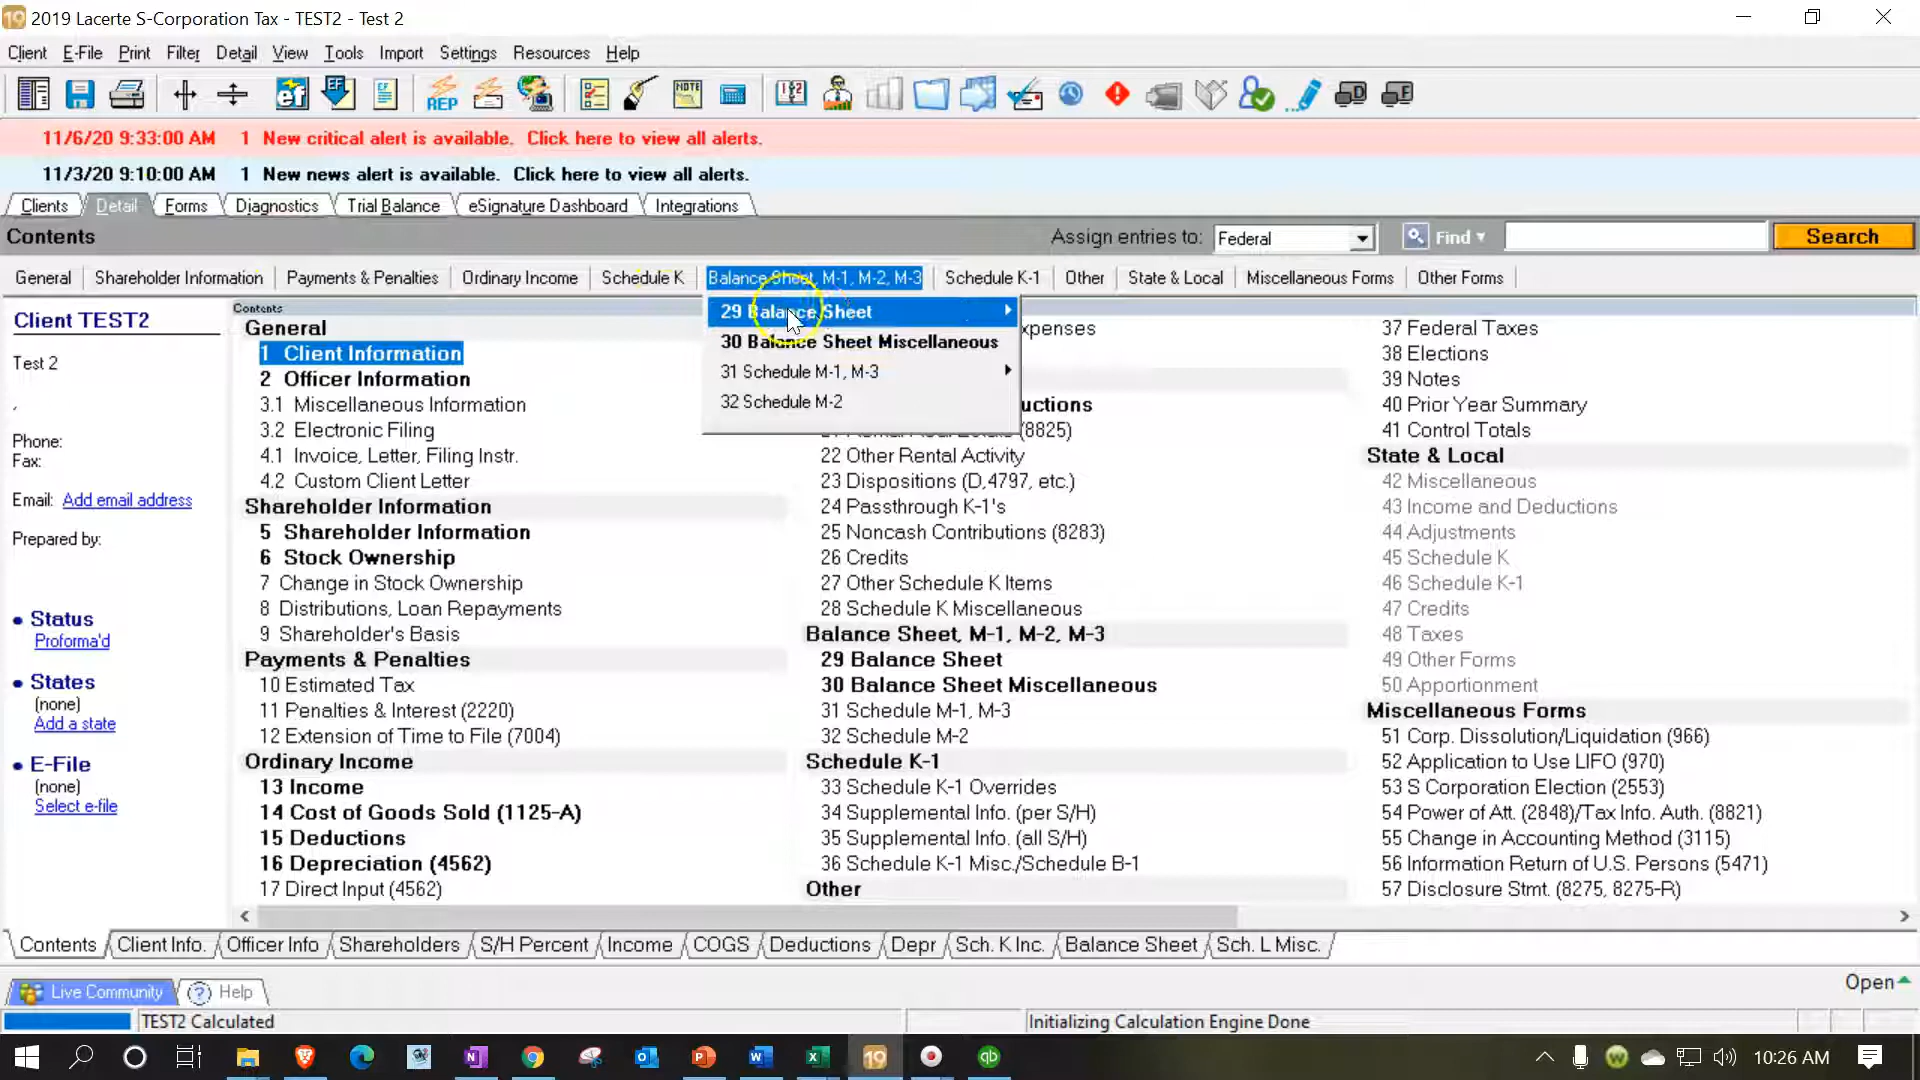 2019 Lacerte S-Corporation Tax - TEST2 - Test 2
Client E-File Print Filter Detail View Tools Import Settings Resources Help
ef EF EF REP NOTE D F
11/6/20 9:33:00 AM 1 New critical alert is available. Click here to view all alerts.
11/3/20 9:10:00 AM 1 New news alert is available. Click here to view all alerts.
Clients Detail Forms Diagnostics Trial Balance eSignature Dashboard Integrations
Contents Assign entries to: Federal Find Search
General Shareholder Information Payments & Penalties Ordinary Income Schedule K Balance Sheet, M-1, M-2, M-3 Schedule K-1 Other State & Local Miscellaneous Forms Other Forms
29 Balance Sheet
30 Balance Sheet Miscellaneous
31 Schedule M-1, M-3
32 Schedule M-2
Client TEST2
Test 2
,
Phone:
Fax:
Email: Add email address
Prepared by:
Status
Proforma'd
States
(none)
Add a state
E-File
(none)
Select e-file
Contents
General
1 Client Information
2 Officer Information
3.1 Miscellaneous Information
3.2 Electronic Filing
4.1 Invoice, Letter, Filing Instr.
4.2 Custom Client Letter
Shareholder Information
5 Shareholder Information
6 Stock Ownership
7 Change in Stock Ownership
8 Distributions, Loan Repayments
9 Shareholder's Basis
Payments & Penalties
10 Estimated Tax
11 Penalties & Interest (2220)
12 Extension of Time to File (7004)
Ordinary Income
13 Income
14 Cost of Goods Sold (1125-A)
15 Deductions
16 Depreciation (4562)
17 Direct Input (4562)
xpenses
uctions
(8825)
22 Other Rental Activity
23 Dispositions (D,4797, etc.)
24 Passthrough K-1's
25 Noncash Contributions (8283)
26 Credits
27 Other Schedule K Items
28 Schedule K Miscellaneous
Balance Sheet, M-1, M-2, M-3
29 Balance Sheet
30 Balance Sheet Miscellaneous
31 Schedule M-1, M-3
32 Schedule M-2
Schedule K-1
33 Schedule K-1 Overrides
34 Supplemental Info. (per S/H)
35 Supplemental Info. (all S/H)
36 Schedule K-1 Misc./Schedule B-1
Other
37 Federal Taxes
38 Elections
39 Notes
40 Prior Year Summary
41 Control Totals
State & Local
42 Miscellaneous
43 Income and Deductions
44 Adjustments
45 Schedule K
46 Schedule K-1
47 Credits
48 Taxes
49 Other Forms
50 Apportionment
Miscellaneous Forms
51 Corp. Dissolution/Liquidation (966)
52 Application to Use LIFO (970)
53 S Corporation Election (2553)
54 Power of Att. (2848)/Tax Info. Auth. (8821)
55 Change in Accounting Method (3115)
56 Information Return of U.S. Persons (5471)
57 Disclosure Stmt. (8275, 8275-R)
Contents Client Info. Officer Info Shareholders S/H Percent Income COGS Deductions Depr Sch. K Inc. Balance Sheet Sch. L Misc.
Live Community Help Open
TEST2 Calculated Initializing Calculation Engine Done
10:26 AM